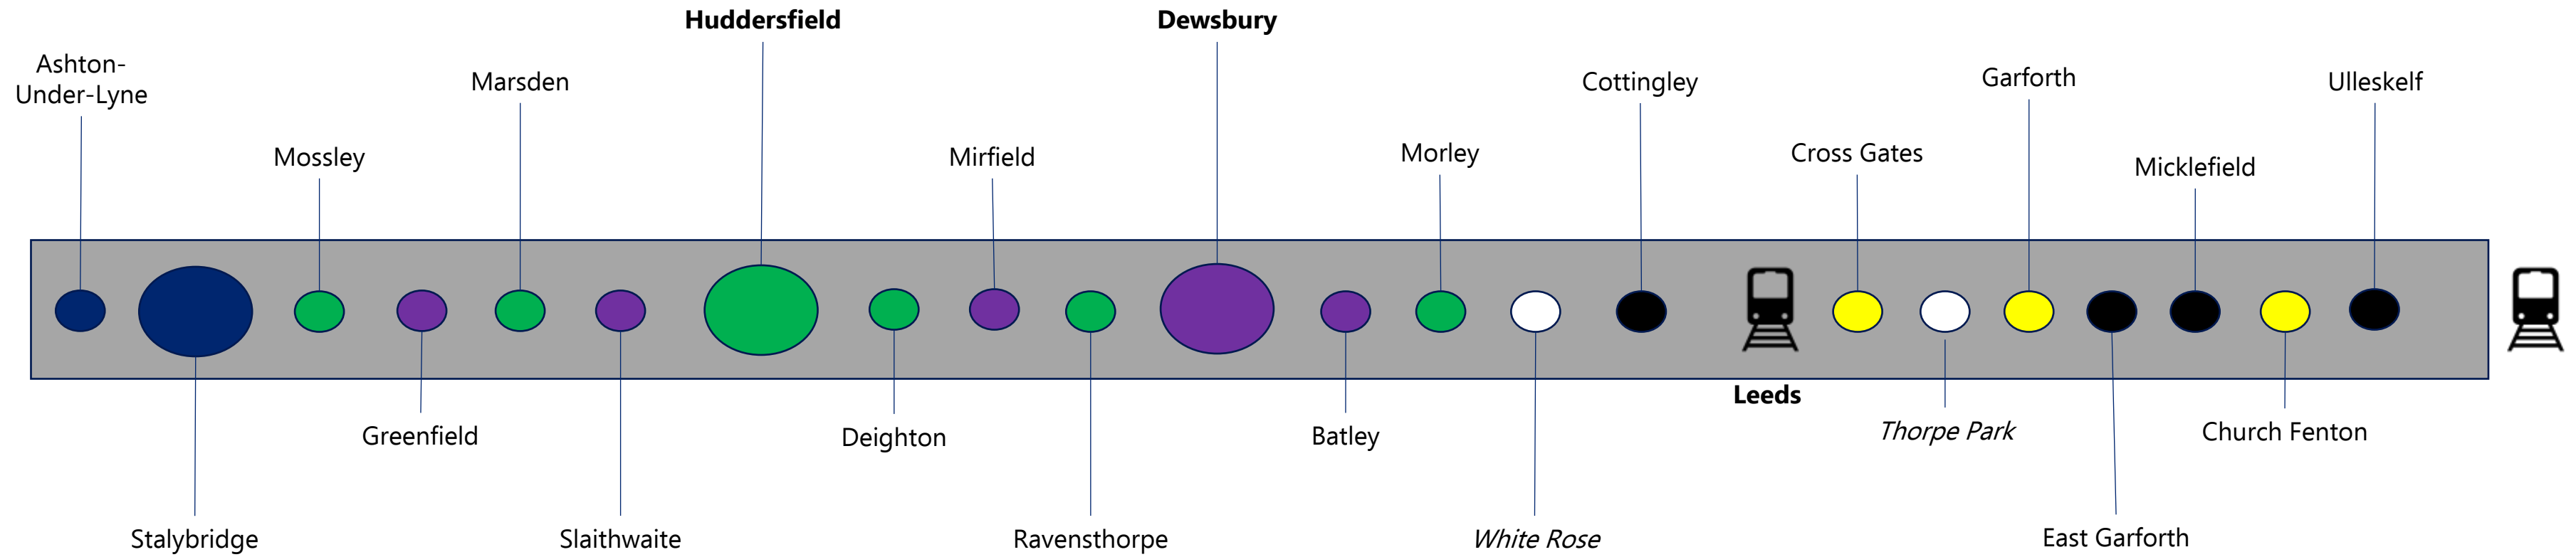 Huddersfield
Dewsbury
Ashton-
Under-Lyne
Marsden
Cottingley
Garforth
Ulleskelf
Mossley
Mirfield
Morley
Cross Gates
Micklefield
Leeds
Greenfield
Deighton
Batley
Thorpe Park
Church Fenton
Stalybridge
Slaithwaite
Ravensthorpe
White Rose
East Garforth